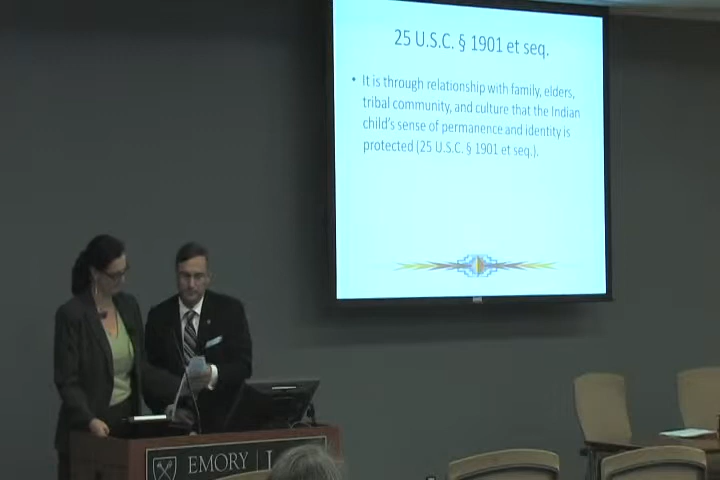 25 U.S.C. § 1901 et seq.
• It is through relationship with family, elders,
tribal community, and culture that the Indian
child's sense of permanence and identity is
protected (25 U.S.C. § 1901 et seq.).
EMORY | L